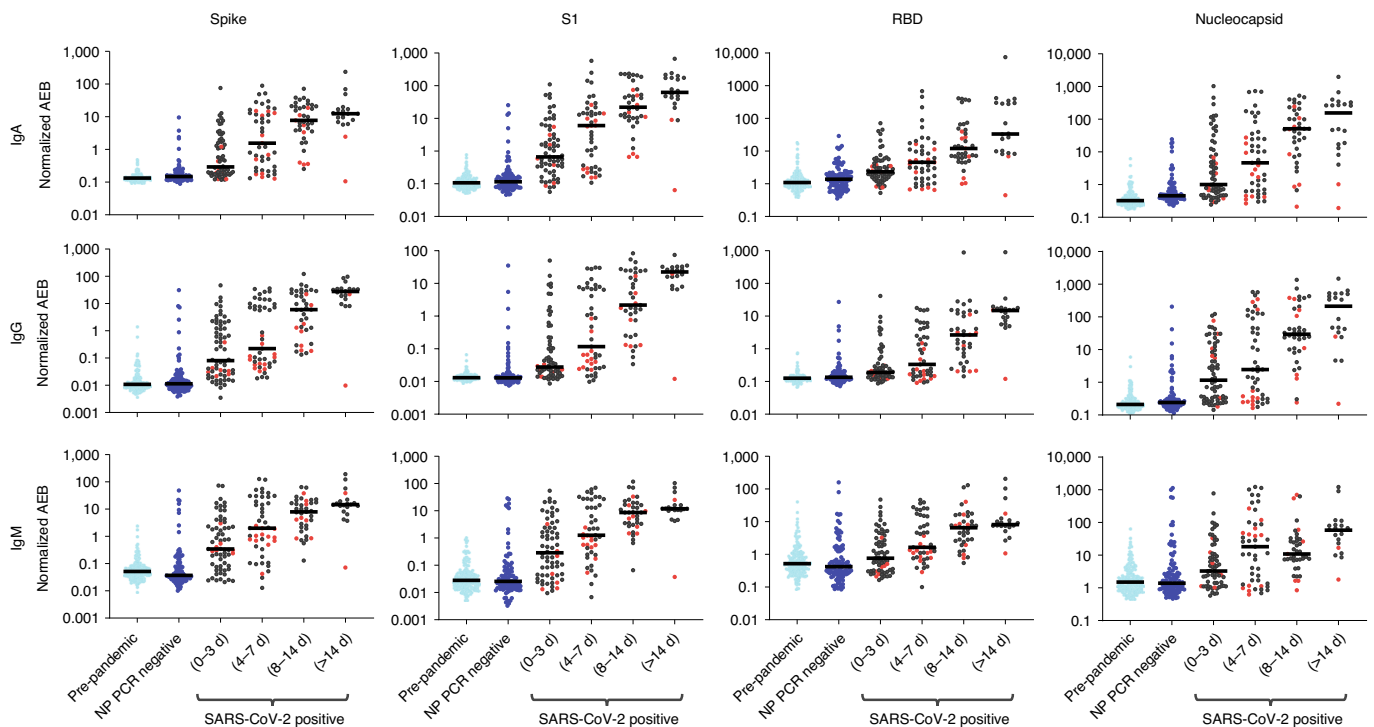 Spike S1 RBD Nucleocapsid
IgA
Normalized AEB
1,000 1,000 10,000 10,000
100 100 1000 1,000
10 10 100 100
1 1 10 10
0.1 0.1 1 1
0.01 0.01 0.1 0.1
IgG
Normalized AEB
1,000 100 1,000 10,000
100 10 100 1,000
10 1 10 100
1 0.1 1 10
0.1 0.01 0.1 1
0.01 0.001 0.01 0.1
0.001
IgM
Normalized AEB
1,000 1,000 1,000 10,000
100 100 100 1,000
10 10 10 100
1 1 1 10
0.1 0.1 0.1 1
0.01 0.01 0.01 0.1
0.001 0.001
Pre-pandemic NP PCR negative (0–3 d) (4–7 d) (8–14 d) (>14 d) Pre-pandemic NP PCR negative (0–3 d) (4–7 d) (8–14 d) (>14 d) Pre-pandemic NP PCR negative (0–3 d) (4–7 d) (8–14 d) (>14 d) Pre-pandemic NP PCR negative (0–3 d) (4–7 d) (8–14 d) (>14 d)
SARS-CoV-2 positive SARS-CoV-2 positive SARS-CoV-2 positive SARS-CoV-2 positive